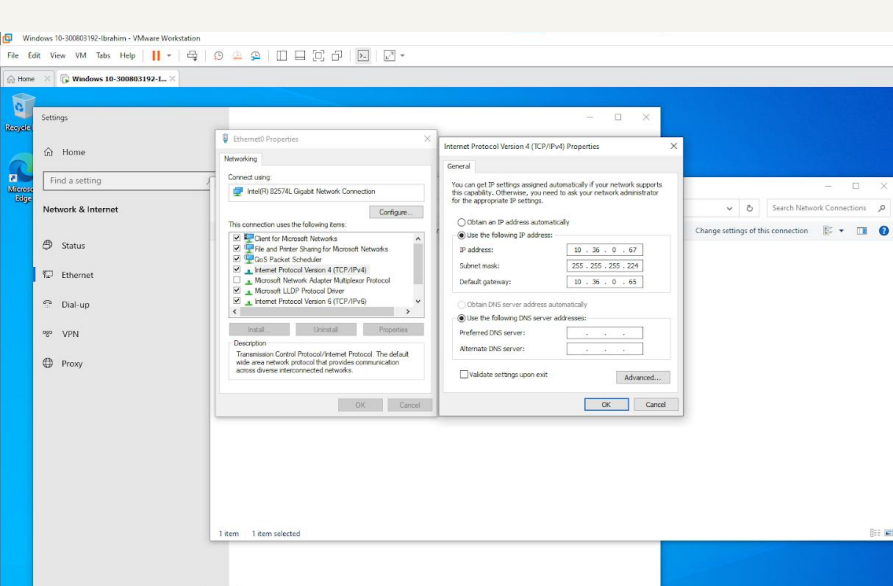 Windows 10-300803192-Ibrahim - VMware Workstation
File Edit View VM Tabs Help
Home
Windows 10-300803192-I...
Recycle
Microso
Edge
Settings
Home
Find a setting
Network & Internet
Status
Ethernet
Dial-up
VPN
Proxy
Ethernet0 Properties
Networking
Connect using:
Intel(R) 82574L Gigabit Network Connection
Configure...
This connection uses the following items:
Client for Microsoft Networks
File and Printer Sharing for Microsoft Networks
QoS Packet Scheduler
Internet Protocol Version 4 (TCP/IPv4)
Microsoft Network Adapter Multiplexor Protocol
Microsoft LLDP Protocol Driver
Internet Protocol Version 6 (TCP/IPv6)
Install... Uninstall Properties
Description
Transmission Control Protocol/Internet Protocol. The default
wide area network protocol that provides communication
across diverse interconnected networks.
OK Cancel
Internet Protocol Version 4 (TCP/IPv4) Properties
General
You can get IP settings assigned automatically if your network supports
this capability. Otherwise, you need to ask your network administrator
for the appropriate IP settings.
Obtain an IP address automatically
Use the following IP address:
IP address: 10 . 36 . 0 . 67
Subnet mask: 255 . 255 . 255 . 224
Default gateway: 10 . 36 . 0 . 65
Obtain DNS server address automatically
Use the following DNS server addresses:
Preferred DNS server: . . .
Alternate DNS server: . . .
Validate settings upon exit
Advanced...
OK Cancel
Search Network Connections
Change settings of this connection
1 item 1 item selected